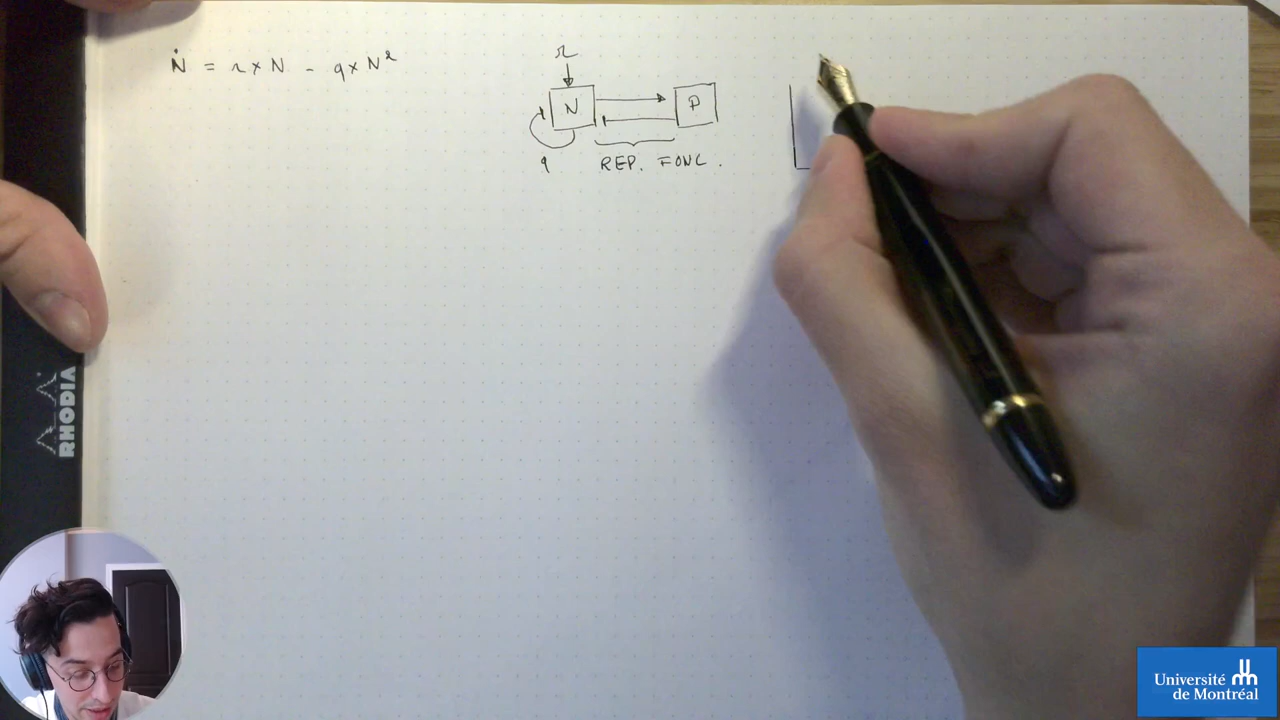 Ṅ = r × N - q × N²
r
N
P
q
REP. FONC.
RHODIA
Université
de Montréal